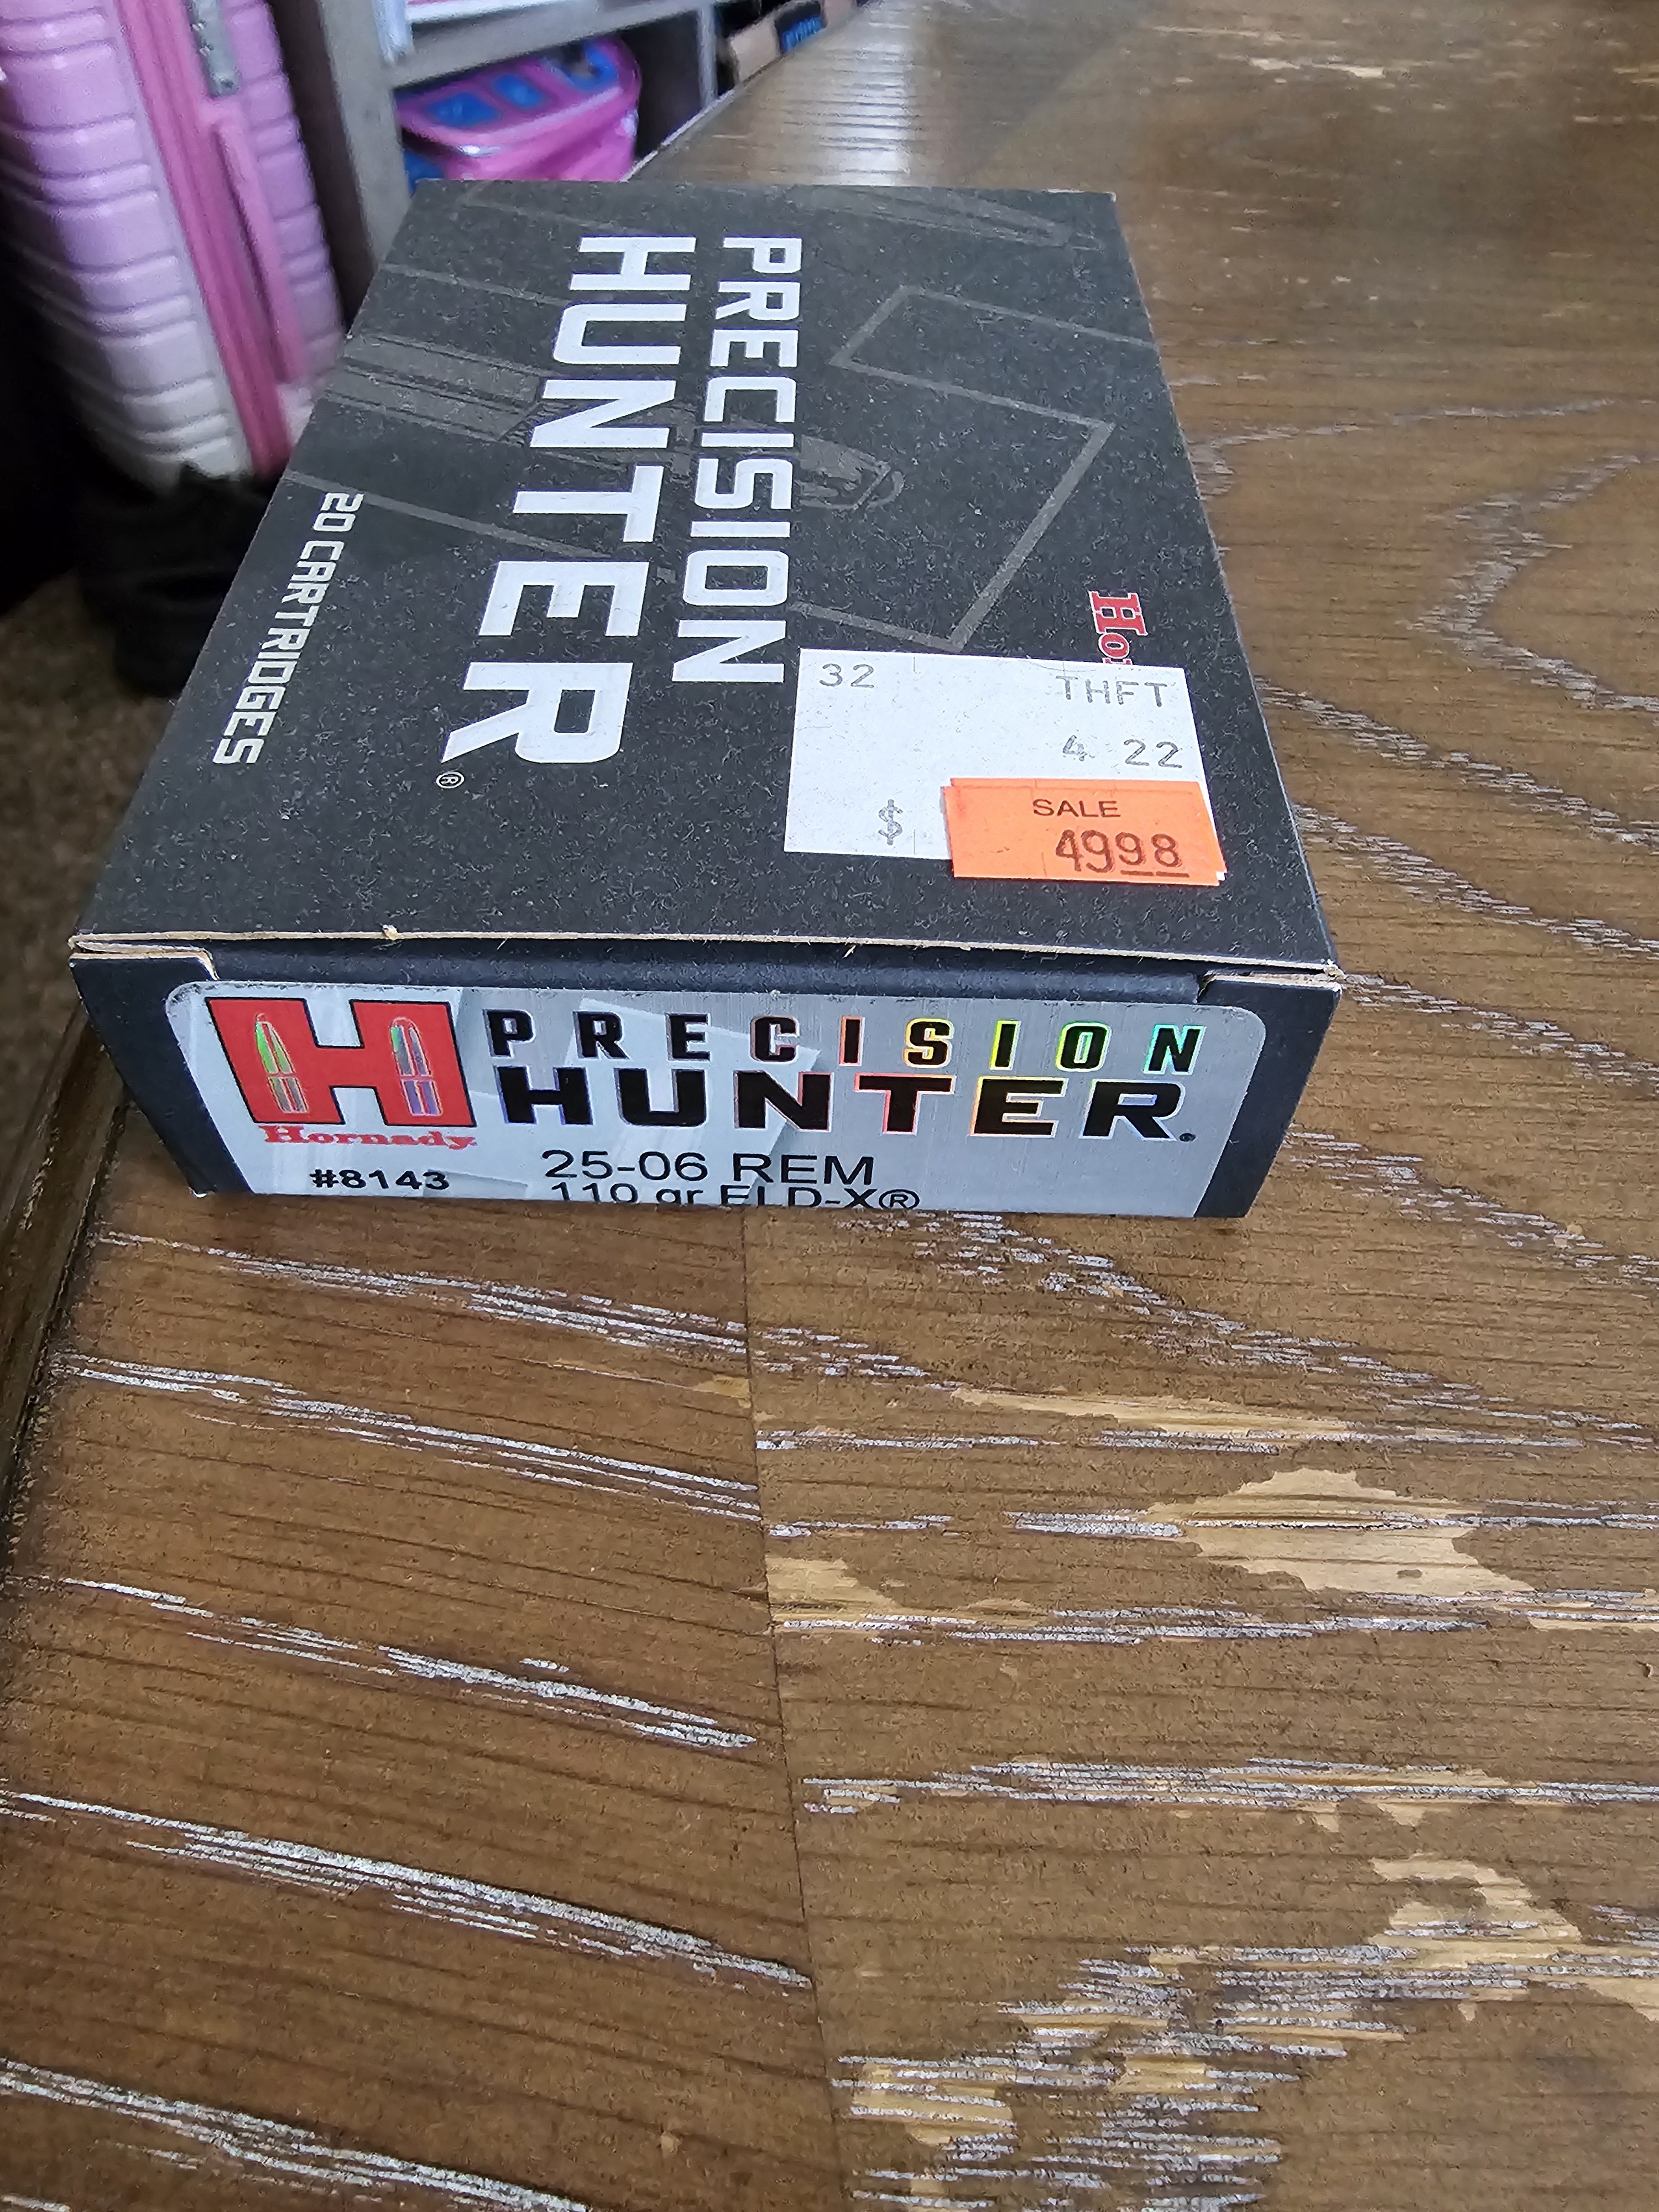 PRECISION
HUNTER®
20 CARTRIDGES
32 THFT
4 22
$
SALE
4998
PRECISION
HUNTER®
Hornady
#8143
25-06 REM
110 gr ELD-X®